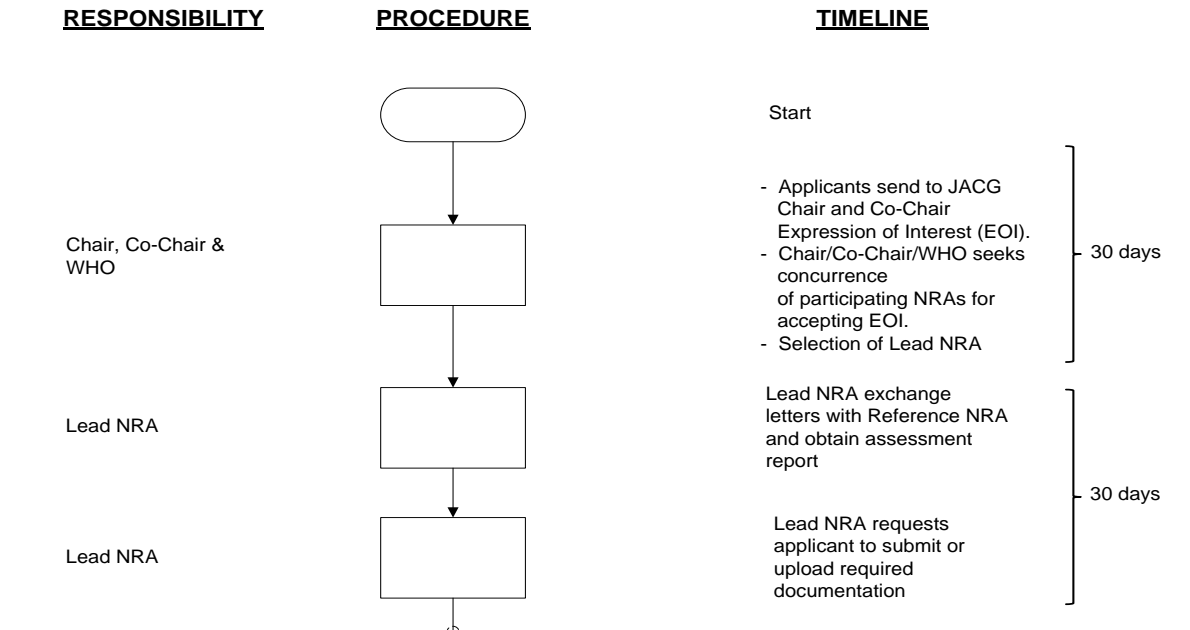 RESPONSIBILITY PROCEDURE TIMELINE
Start
- Applicants send to JACG
Chair and Co-Chair
Expression of Interest (EOI).
- Chair/Co-Chair/WHO seeks
concurrence
of participating NRAs for
accepting EOI.
- Selection of Lead NRA
Chair, Co-Chair &
WHO
30 days
Lead NRA exchange
letters with Reference NRA
and obtain assessment
report
Lead NRA
30 days
Lead NRA requests
applicant to submit or
upload required
documentation
Lead NRA